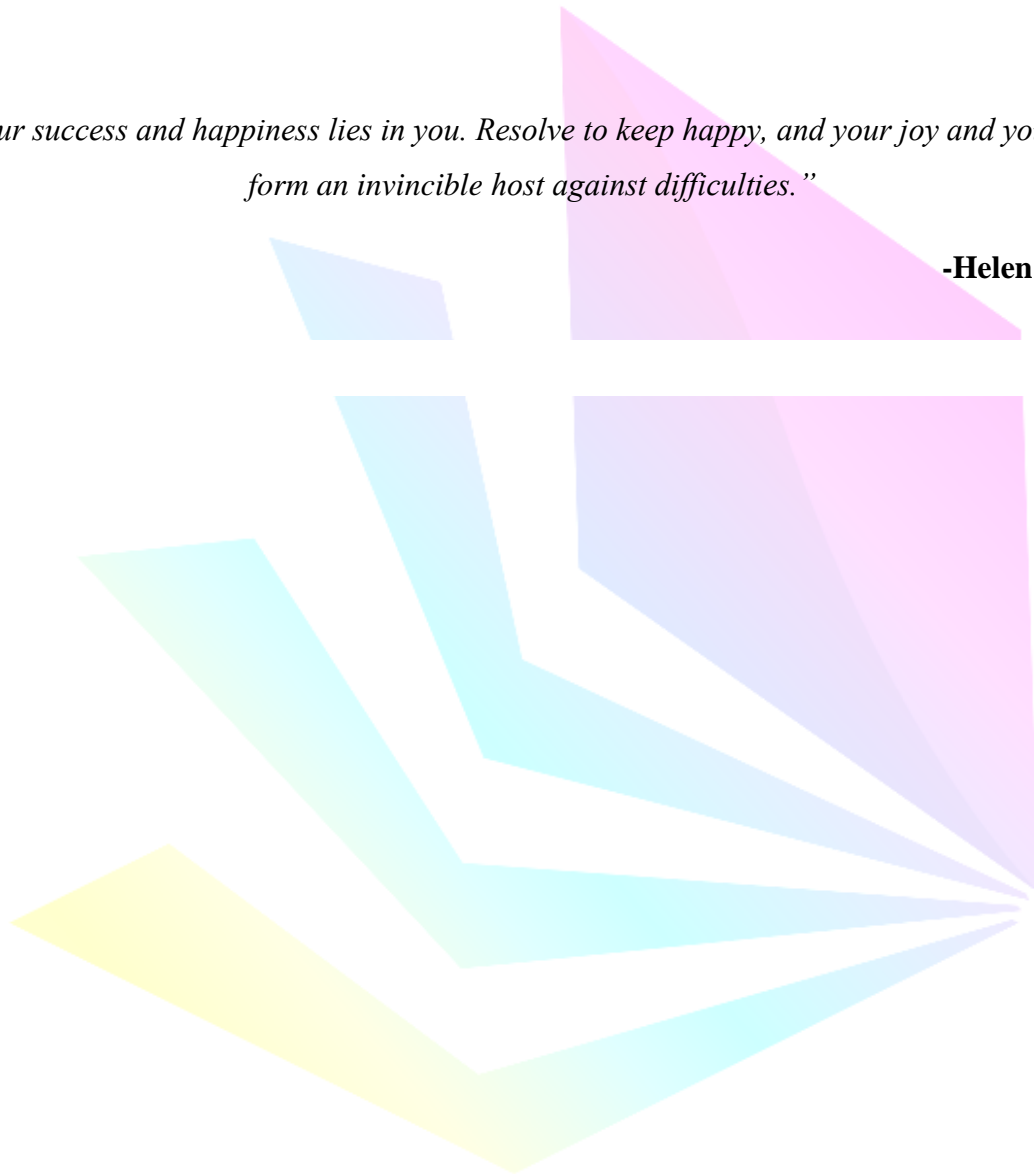 ur success and happiness lies in you. Resolve to keep happy, and your joy and yo
form an invincible host against difficulties.”
-Helen